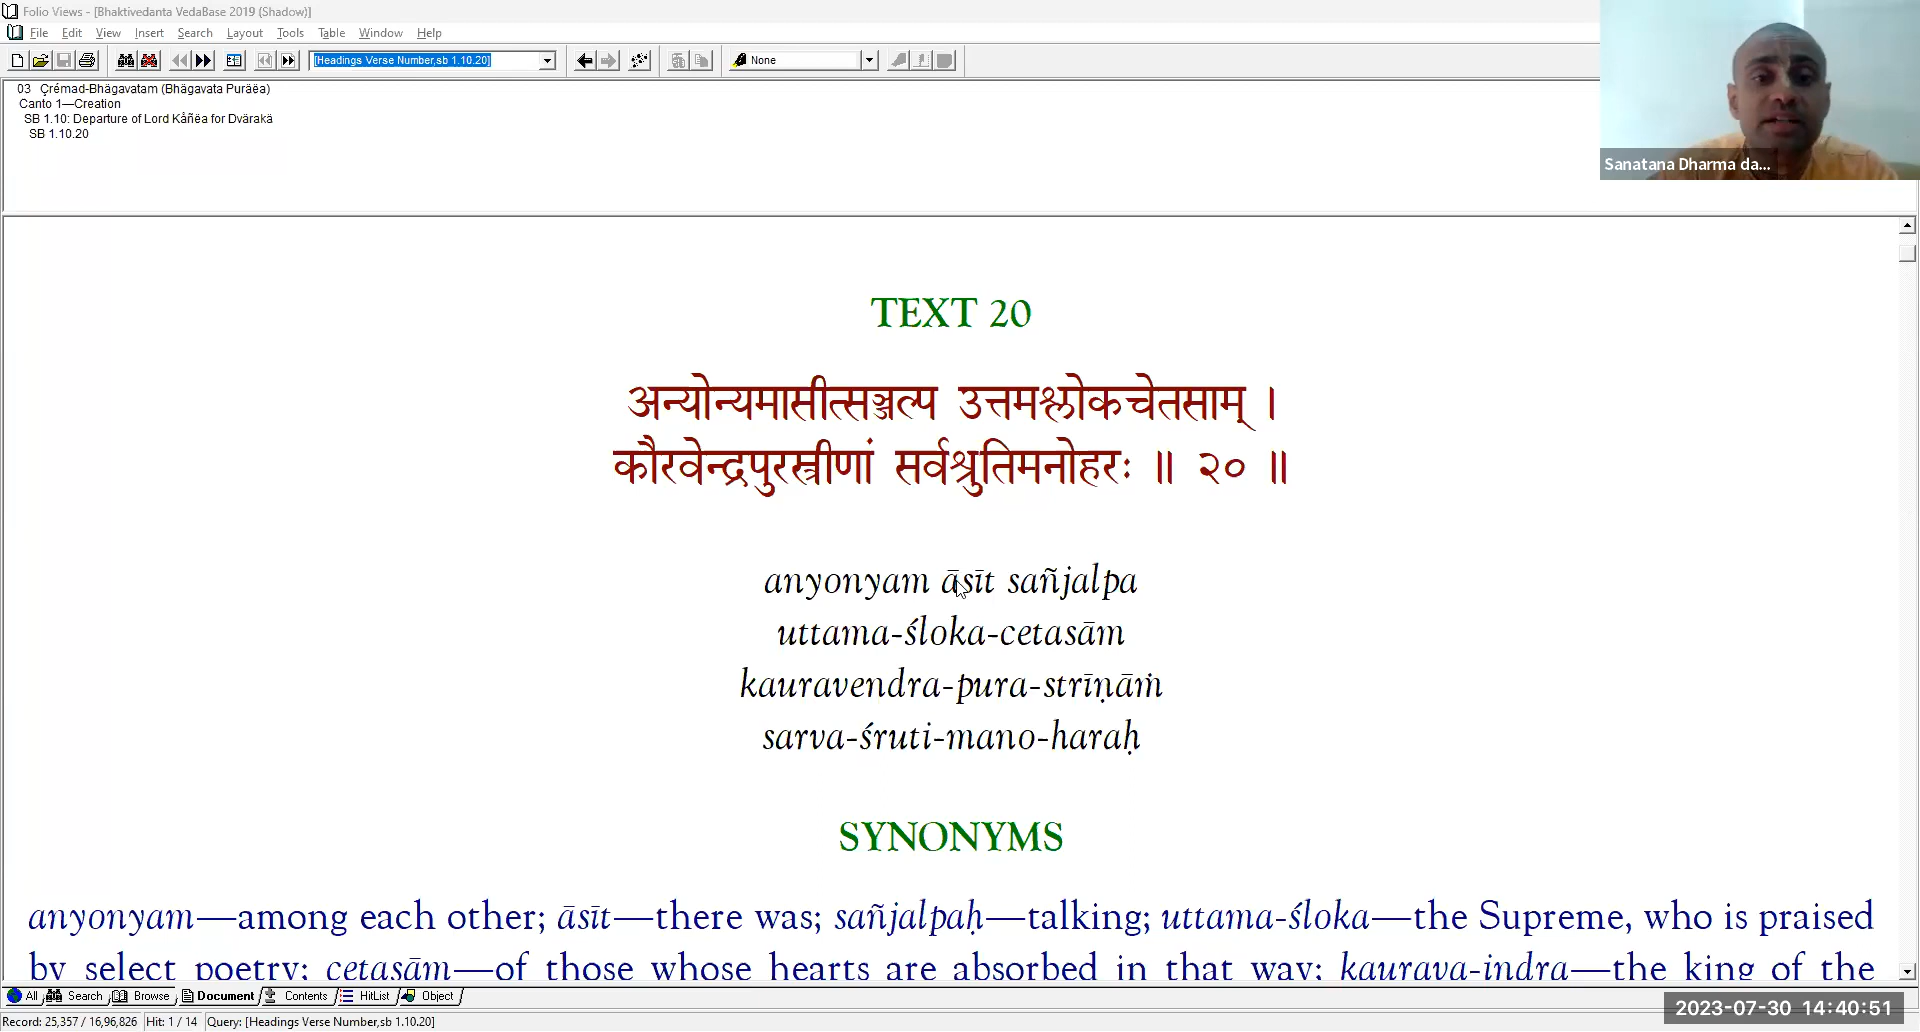 Folio Views - [Bhaktivedanta VedaBase 2019 (Shadow)]
File Edit View Insert Search Layout Tools Table Window Help
[Headings Verse Number,sb 1.10.20] None
03 Çrémad-Bhägavatam (Bhägavata Puräëa)
Canto 1—Creation
SB 1.10: Departure of Lord Kåñëa for Dvärakä
SB 1.10.20
Sanatana Dharma da...
TEXT 20
अन्योन्यमासीत्सञ्जल्प उत्तमश्लोकचेतसाम् ।
कौरवेन्द्रपुरस्त्रीणां सर्वश्रुतिमनोहरः ॥ २० ॥
anyonyam āsīt sañjalpa
uttama-śloka-cetasām
kauravendra-pura-strīṇāṁ
sarva-śruti-mano-haraḥ
SYNONYMS
anyonyam—among each other; āsīt—there was; sañjalpaḥ—talking; uttama-śloka—the Supreme, who is praised
by select poetry; cetasām—of those whose hearts are absorbed in that way; kaurava-indra—the king of the
All Search Browse Document Contents HitList Object
Record: 25,357 / 16,96,826 Hit: 1 / 14 Query: [Headings Verse Number,sb 1.10.20]
2023-07-30 14:40:51